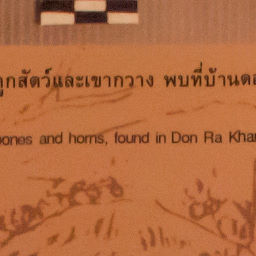 ูกสัตว์และเขากวาง พบที่บ้านดอ
bones and horns, found in Don Ra Kha